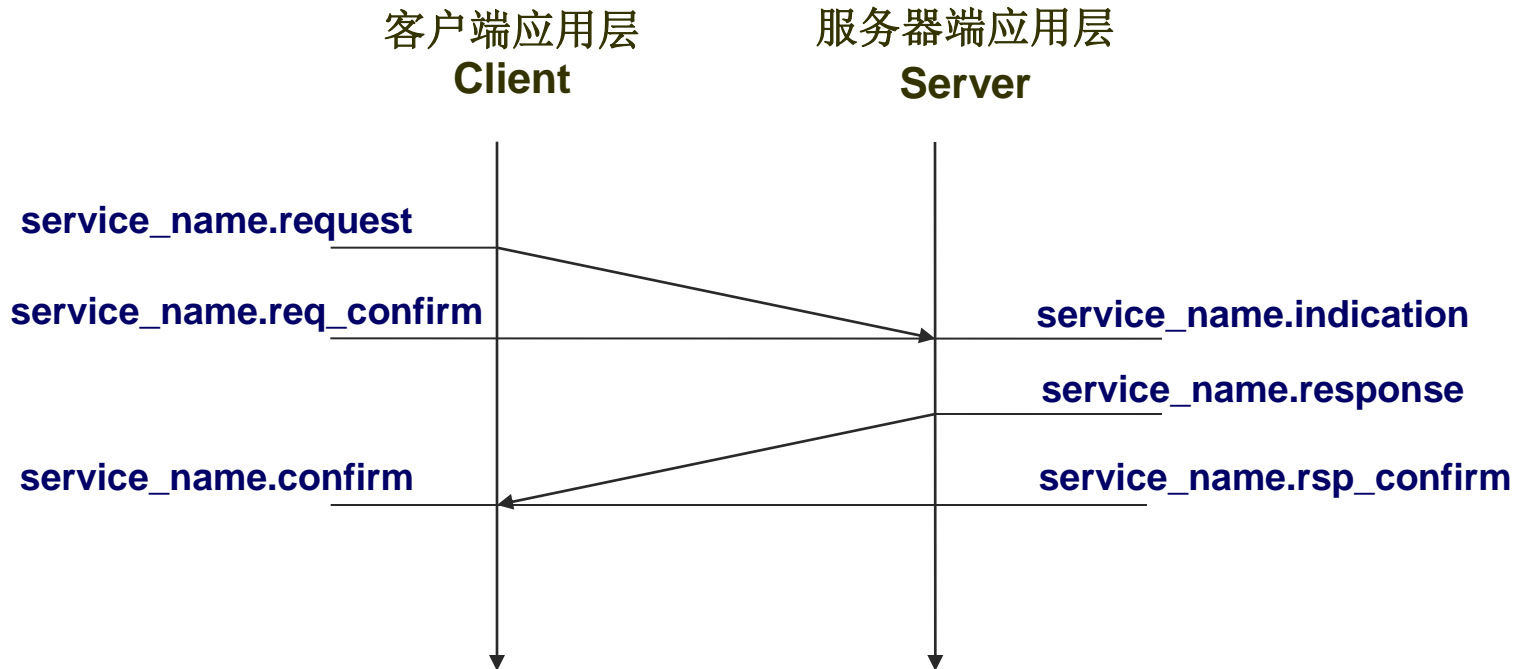 客户端应用层
Client
服务器端应用层
Server
service_name.request
service_name.req_confirm
service_name.indication
service_name.response
service_name.confirm
service_name.rsp_confirm